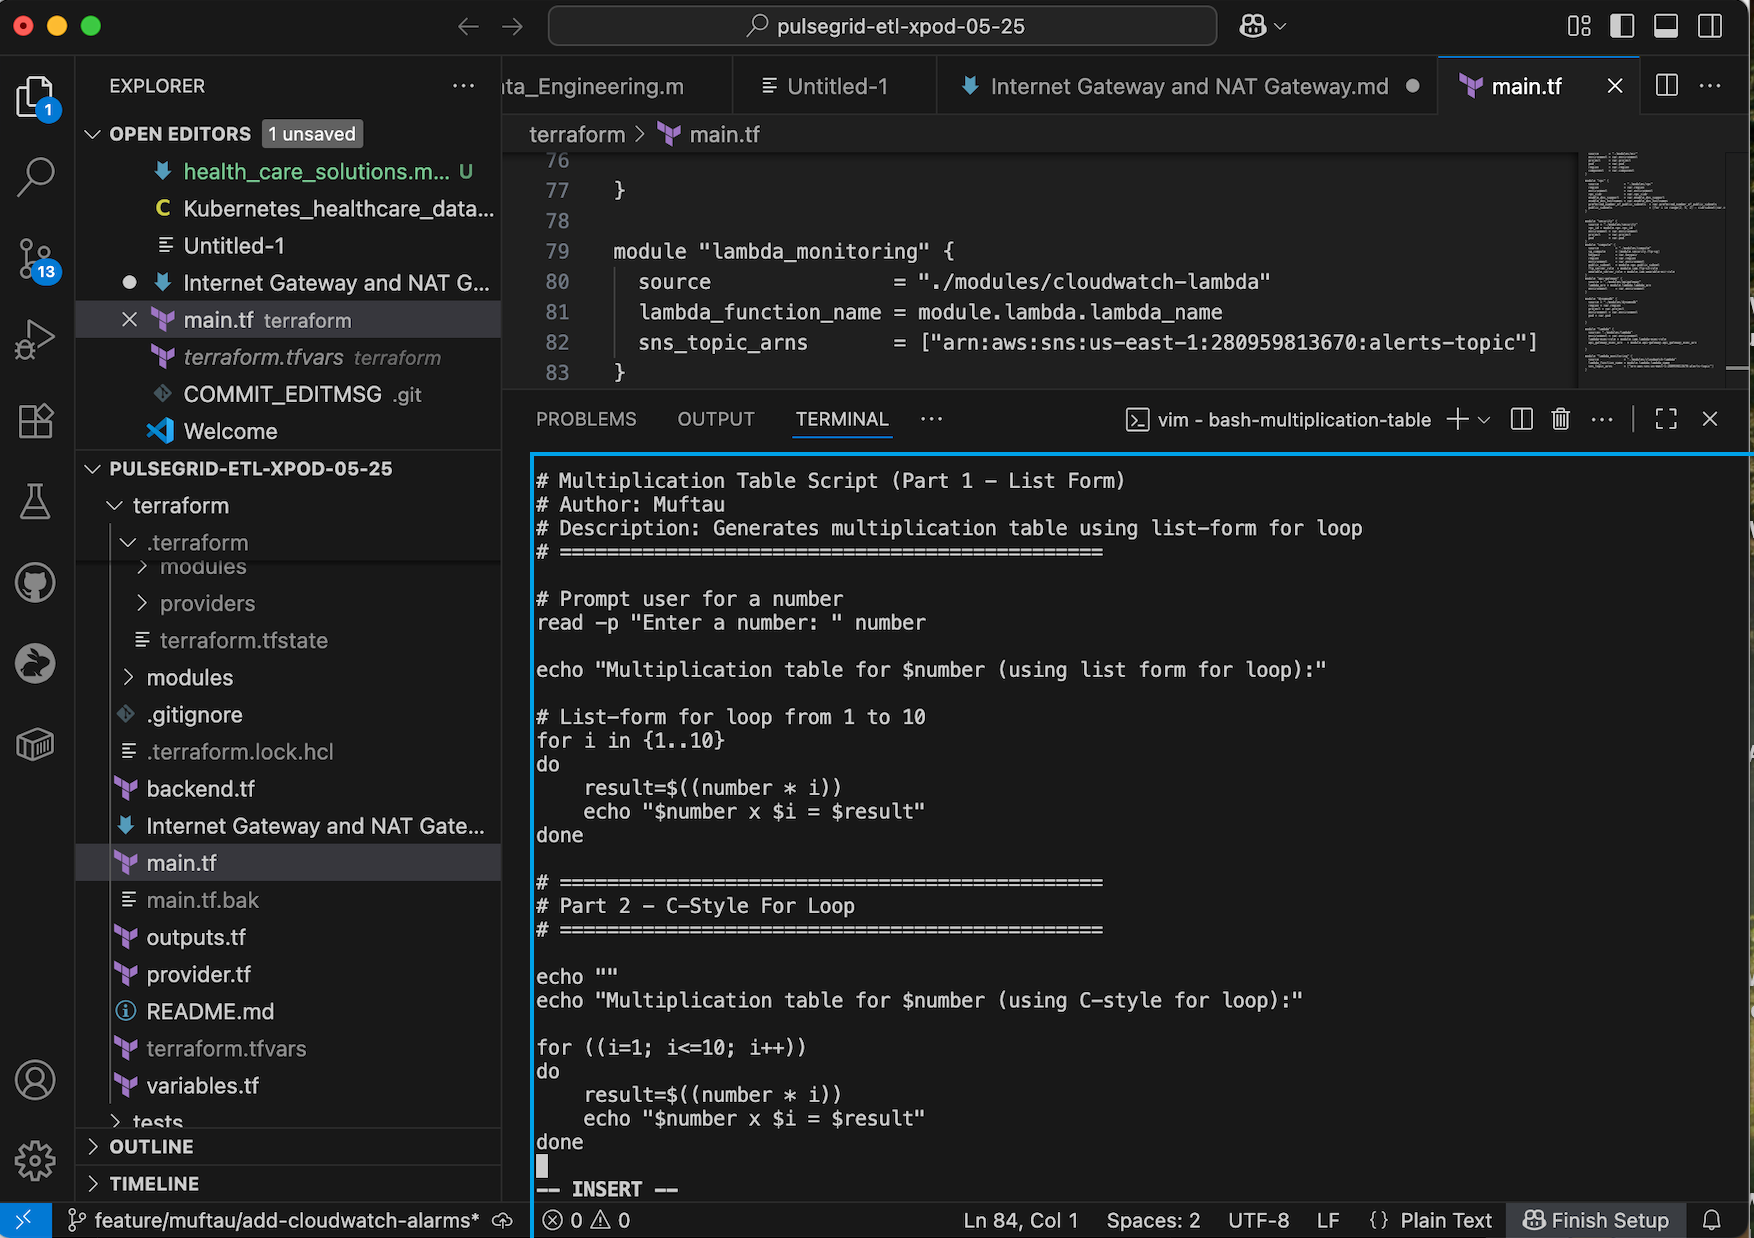 pulsegrid-etl-xpod-05-25
EXPLORER
ta_Engineering.m
Untitled-1
Internet Gateway and NAT Gateway.md
main.tf
1
OPEN EDITORS
1 unsaved
terraform > main.tf
health_care_solutions.m... U
Kubernetes_healthcare_data...
Untitled-1
Internet Gateway and NAT G...
main.tf terraform
terraform.tfvars terraform
COMMIT_EDITMSG .git
Welcome
13
PULSEGRID-ETL-XPOD-05-25
terraform
.terraform
modules
providers
terraform.tfstate
modules
.gitignore
.terraform.lock.hcl
backend.tf
Internet Gateway and NAT Gate...
main.tf
main.tf.bak
outputs.tf
provider.tf
README.md
terraform.tfvars
variables.tf
tests
OUTLINE
TIMELINE
76
77 }
78
79 module "lambda_monitoring" {
80 source = "./modules/cloudwatch-lambda"
81 lambda_function_name = module.lambda.lambda_name
82 sns_topic_arns = ["arn:aws:sns:us-east-1:280959813670:alerts-topic"]
83 }
PROBLEMS OUTPUT TERMINAL
vim - bash-multiplication-table
# Multiplication Table Script (Part 1 - List Form)
# Author: Muftau
# Description: Generates multiplication table using list-form for loop
# ==============================================

# Prompt user for a number
read -p "Enter a number: " number

echo "Multiplication table for $number (using list form for loop):"

# List-form for loop from 1 to 10
for i in {1..10}
do
    result=$((number * i))
    echo "$number x $i = $result"
done

# ==============================================
# Part 2 - C-Style For Loop
# ==============================================

echo ""
echo "Multiplication table for $number (using C-style for loop):"

for ((i=1; i<=10; i++))
do
    result=$((number * i))
    echo "$number x $i = $result"
done
-- INSERT --
feature/muftau/add-cloudwatch-alarms*
0 0
Ln 84, Col 1
Spaces: 2
UTF-8
LF
{} Plain Text
Finish Setup